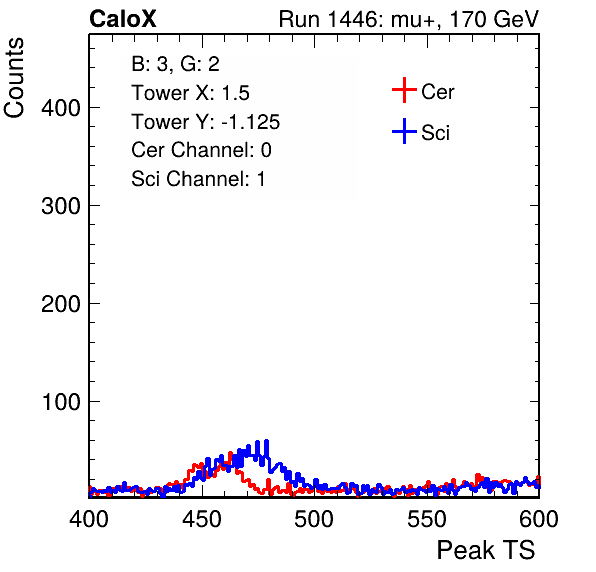 CaloX Run 1446: mu+, 170 GeV
Counts
B: 3, G: 2
Tower X: 1.5
Tower Y: -1.125
Cer Channel: 0
Sci Channel: 1
Cer
Sci
400
300
200
100
400 450 500 550 600
Peak TS